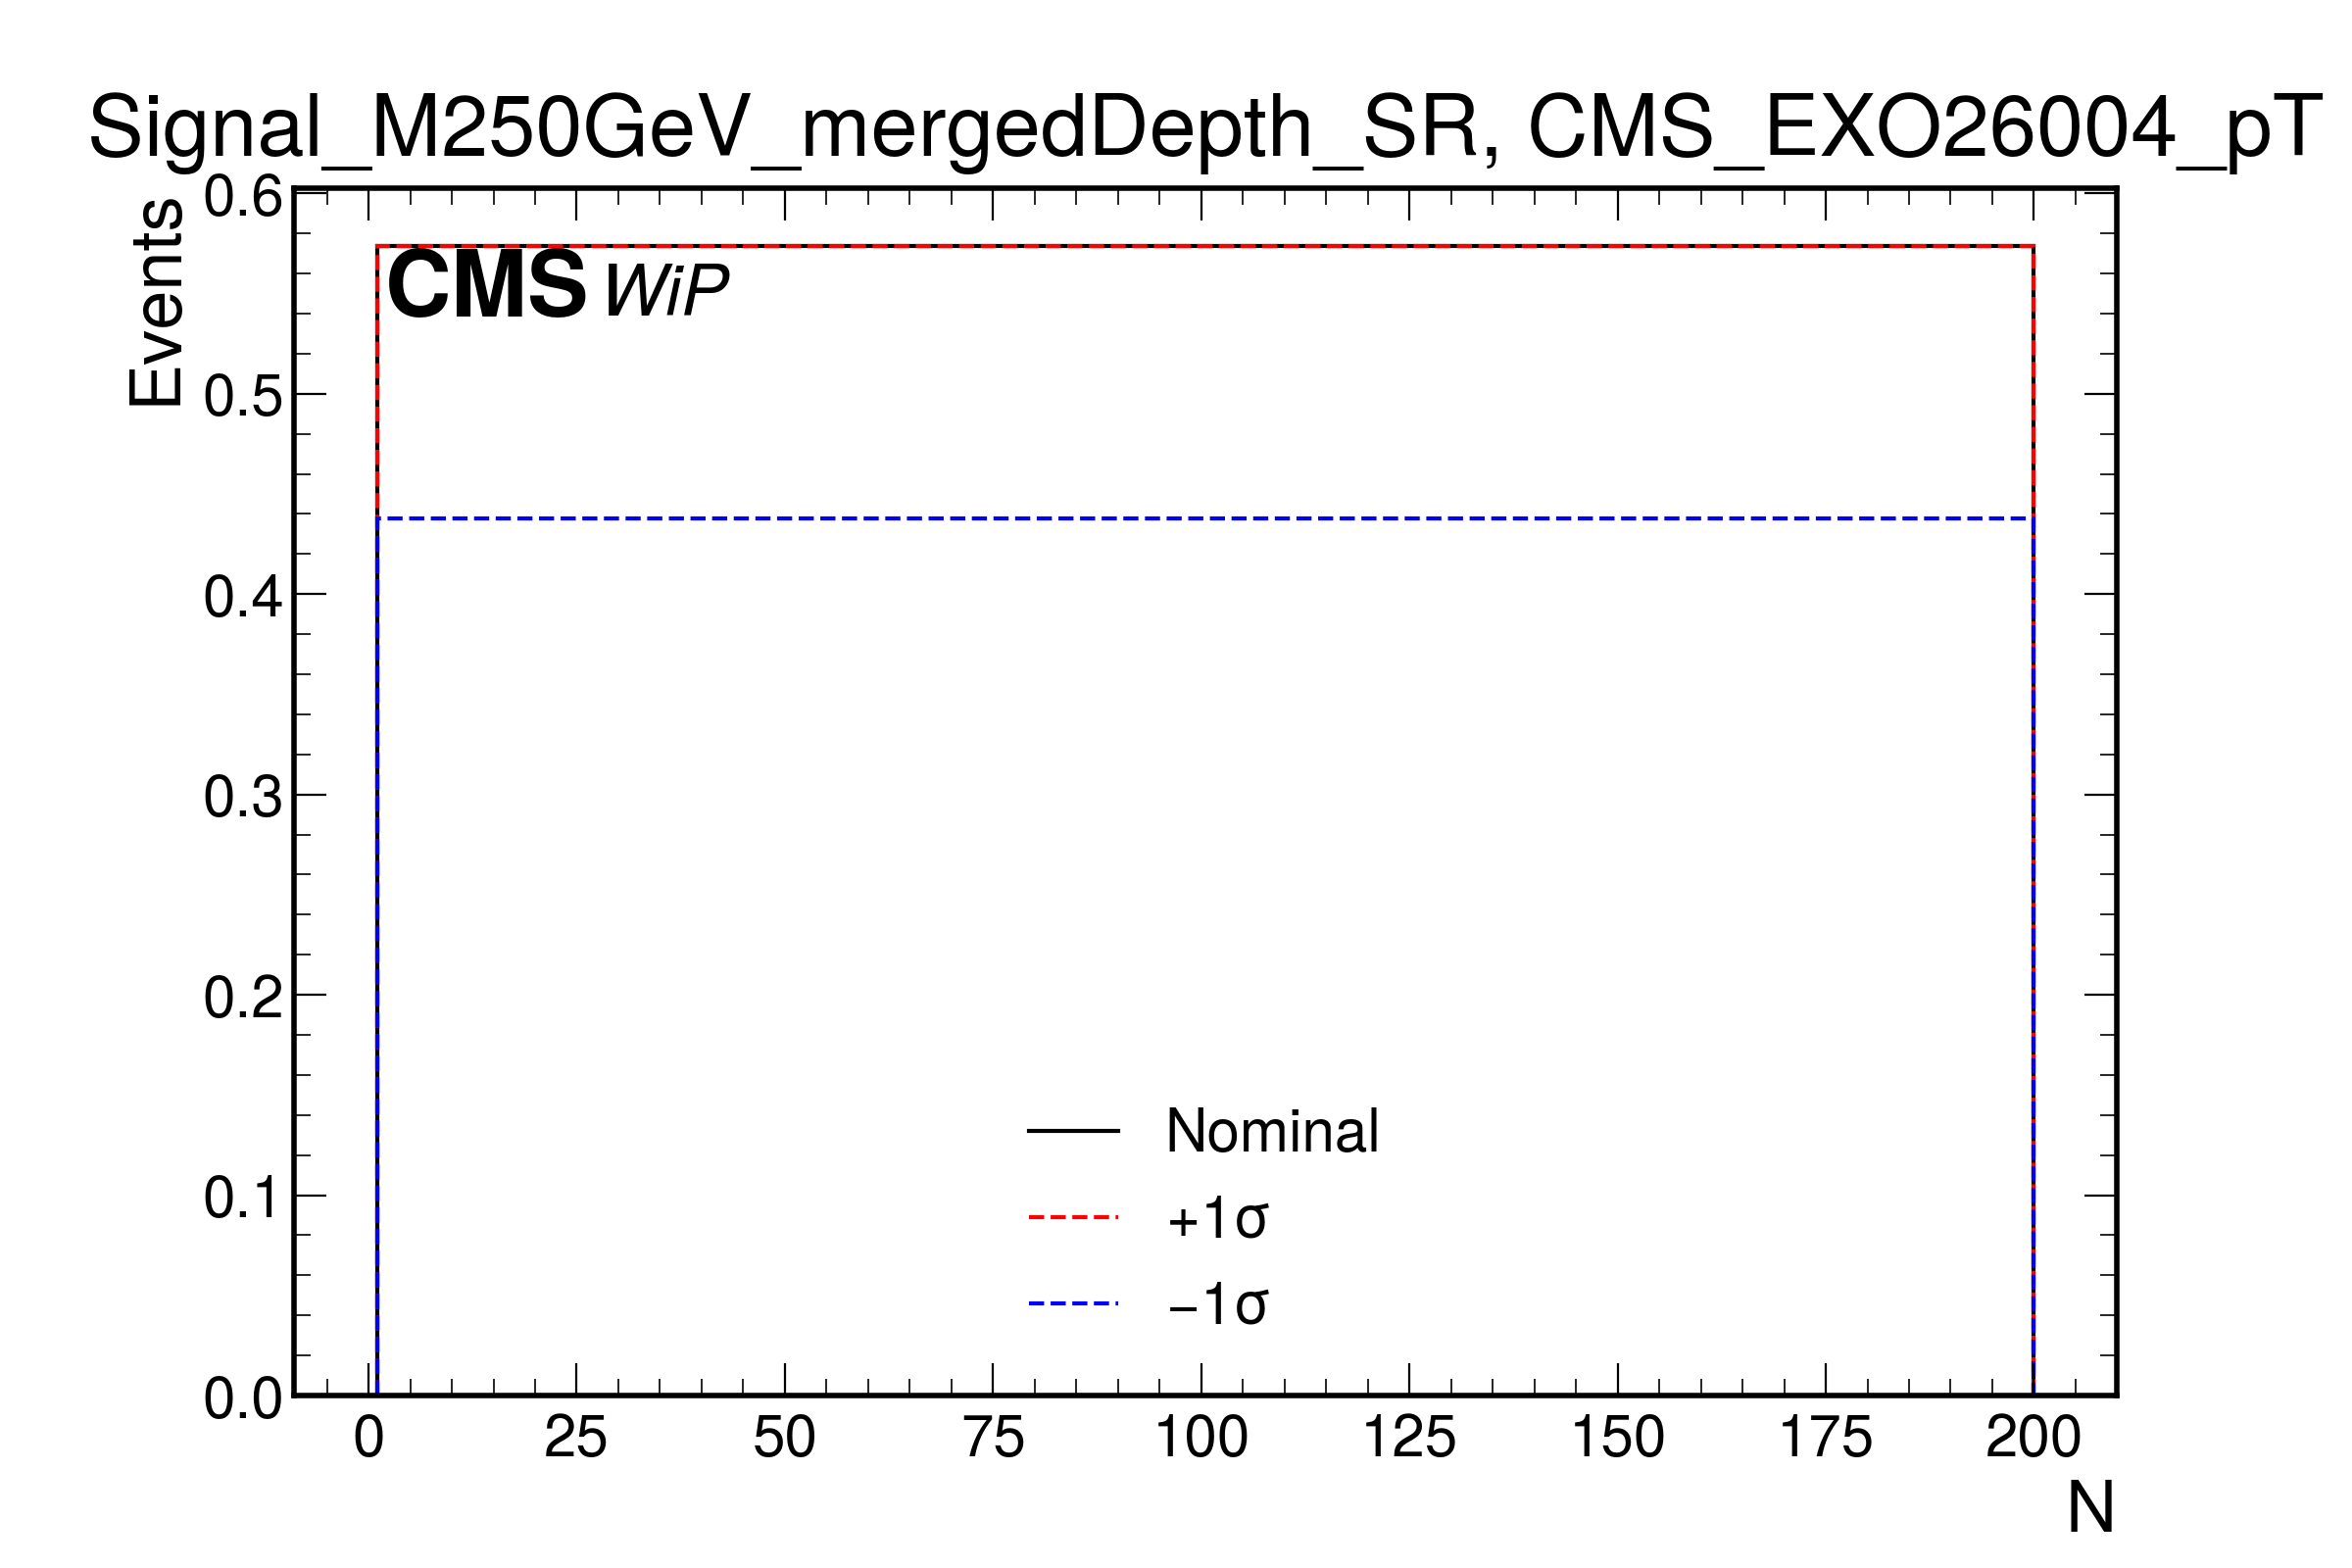 Signal_M250GeV_mergedDepth_SR, CMS_EXO26004_pT
Events
0.6
0.5
0.4
0.3
0.2
0.1
0.0
CMS WiP
Nominal
+1σ
−1σ
0 25 50 75 100 125 150 175 200
N